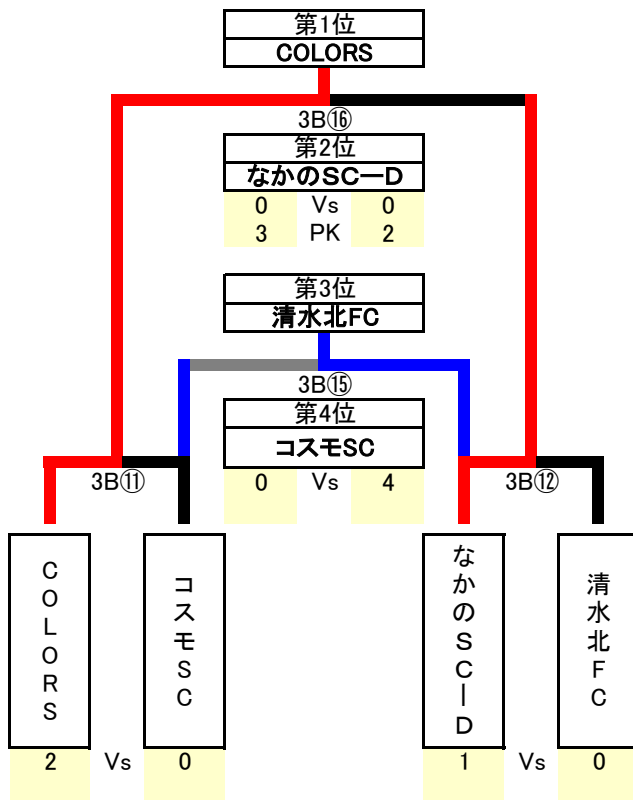 第1位
COLORS
3B⑯
第2位
なかのSCーD
0 Vs 0
3 PK 2
第3位
清水北FC
3B⑮
第4位
コスモSC
0 Vs 4
3B⑪
3B⑫
COLORS
コスモSC
なかのSCーD
清水北FC
2 Vs 0
1 Vs 0